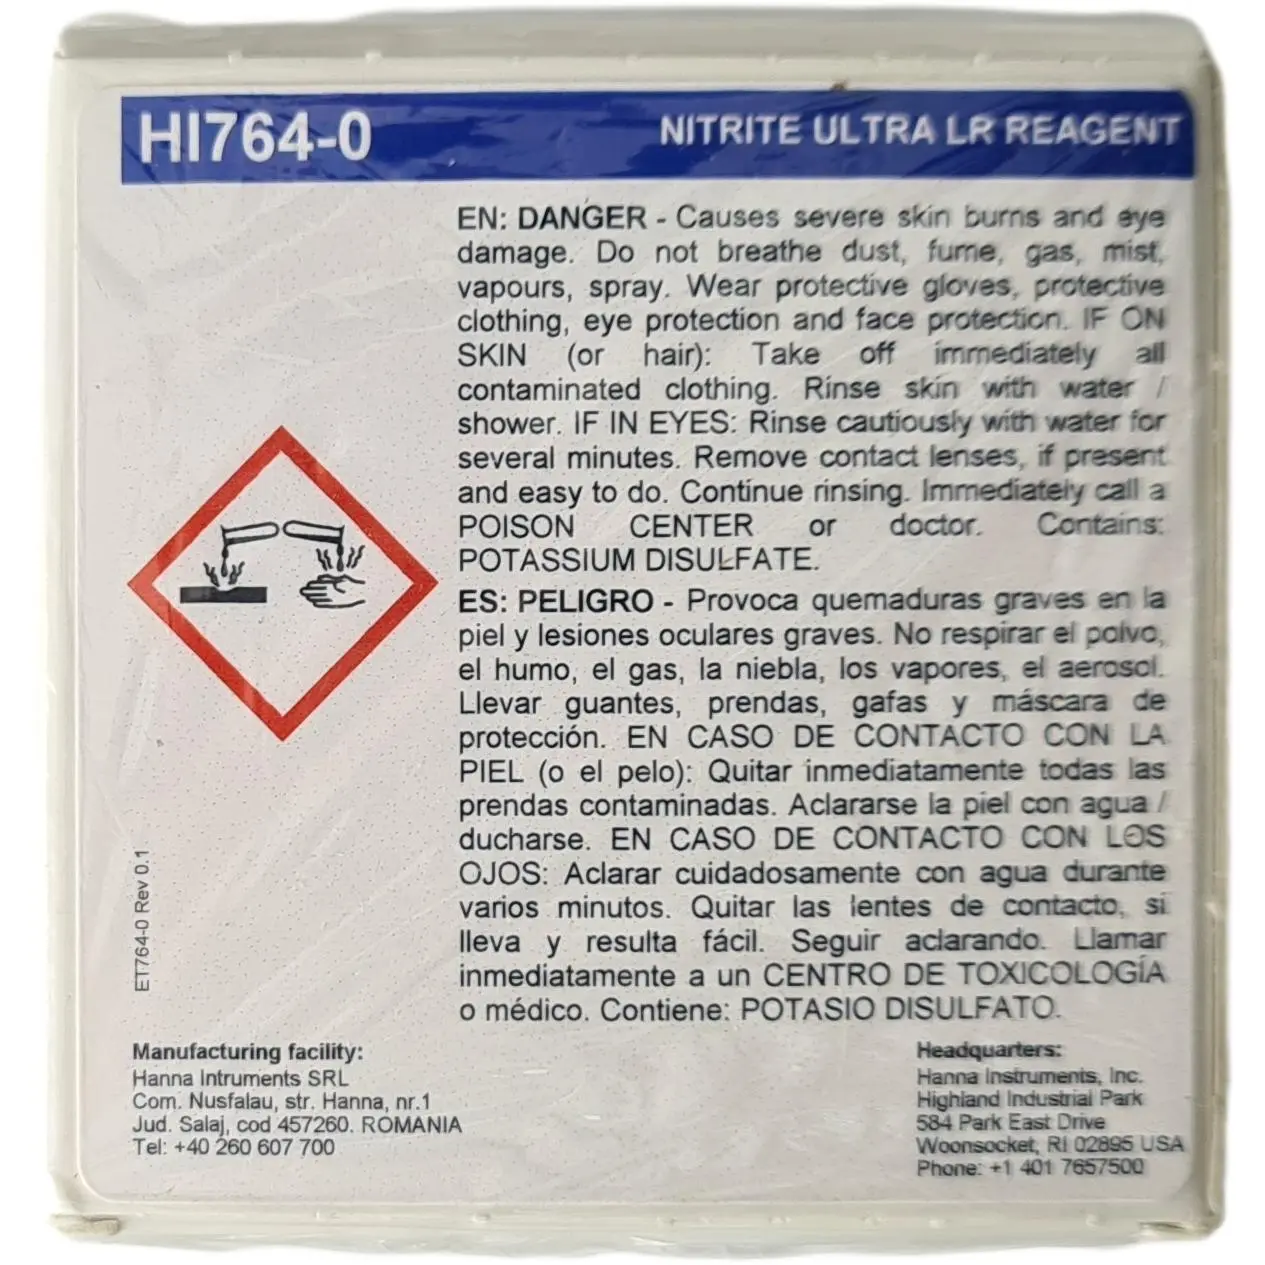 HI764-0 NITRITE ULTRA LR REAGENT
EN: DANGER - Causes severe skin burns and eye
damage. Do not breathe dust, fume, gas, mist,
vapours, spray. Wear protective gloves, protective
clothing, eye protection and face protection. IF ON
SKIN (or hair): Take off immediately all
contaminated clothing. Rinse skin with water /
shower. IF IN EYES: Rinse cautiously with water for
several minutes. Remove contact lenses, if present
and easy to do. Continue rinsing. Immediately call a
POISON CENTER or doctor. Contains:
POTASSIUM DISULFATE.
ES: PELIGRO - Provoca quemaduras graves en la
piel y lesiones oculares graves. No respirar el polvo,
el humo, el gas, la niebla, los vapores, el aerosol.
Llevar guantes, prendas, gafas y máscara de
protección. EN CASO DE CONTACTO CON LA
PIEL (o el pelo): Quitar inmediatamente todas las
prendas contaminadas. Aclararse la piel con agua /
ducharse. EN CASO DE CONTACTO CON LOS
OJOS: Aclarar cuidadosamente con agua durante
varios minutos. Quitar las lentes de contacto, si
lleva y resulta fácil. Seguir aclarando. Llamar
inmediatamente a un CENTRO DE TOXICOLOGÍA
o médico. Contiene: POTASIO DISULFATO.
ET764-0 Rev 0.1
Manufacturing facility:
Hanna Intruments SRL
Com. Nusfalau, str. Hanna, nr.1
Jud. Salaj, cod 457260. ROMANIA
Tel: +40 260 607 700
Headquarters:
Hanna Instruments, Inc.
Highland Industrial Park
584 Park East Drive
Woonsocket, RI 02895 USA
Phone: +1 401 7657500